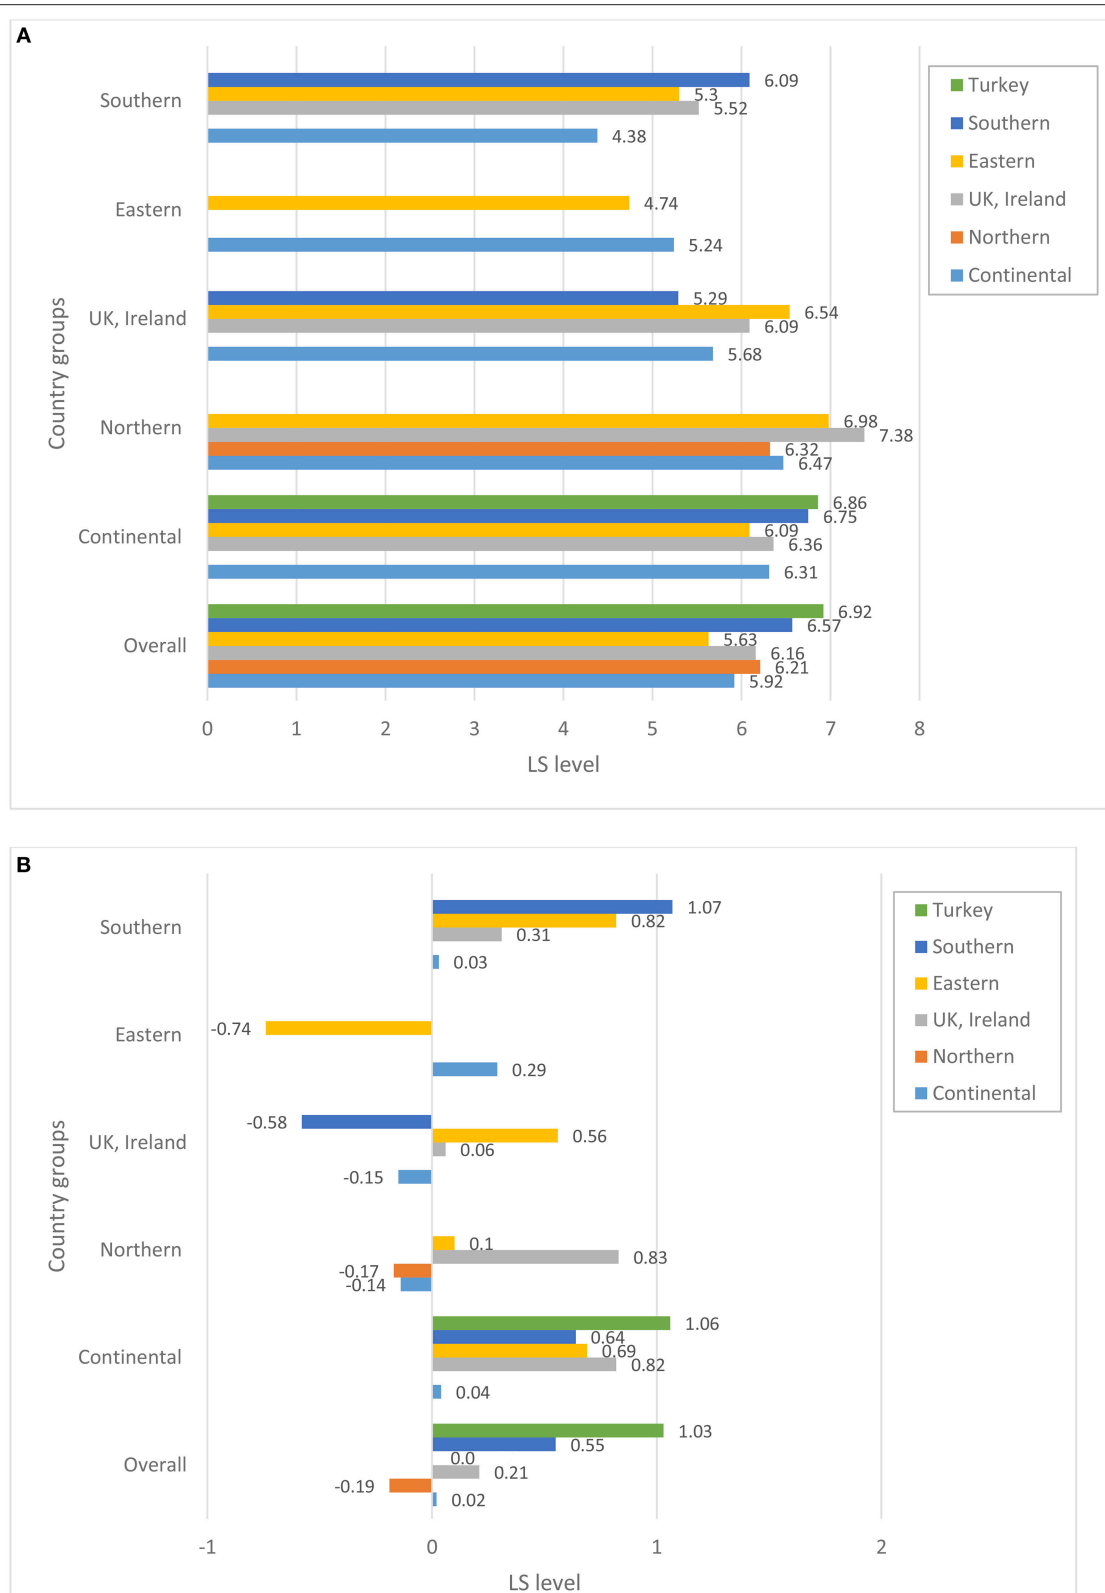 A
Southern
6.09
5.3
5.52
4.38
Eastern
4.74
5.24
UK, Ireland
5.29
6.54
6.09
5.68
Northern
6.98
7.38
6.32
6.47
Continental
6.86
6.75
6.09
6.36
6.31
Overall
6.92
6.57
5.63
6.16
6.21
5.92
Country groups
0 1 2 3 4 5 6 7 8
LS level
Turkey
Southern
Eastern
UK, Ireland
Northern
Continental
B
Southern
1.07
0.82
0.31
0.03
Eastern
-0.74
0.29
UK, Ireland
-0.58
0.56
0.06
-0.15
Northern
0.1
0.83
-0.17
-0.14
Continental
1.06
0.64
0.69
0.82
0.04
Overall
1.03
0.55
0.0
0.21
-0.19
0.02
Country groups
-1 0 1 2
LS level
Turkey
Southern
Eastern
UK, Ireland
Northern
Continental